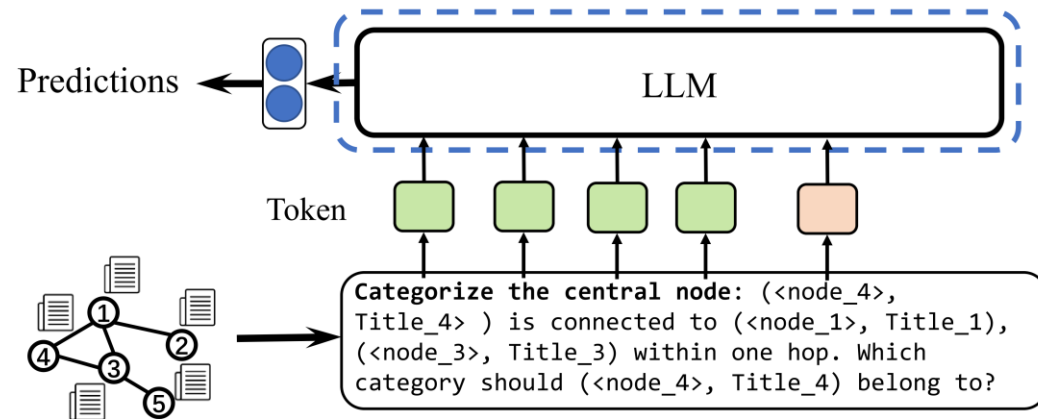 Predictions
LLM
Token
1
2
4
3
5
Categorize the central node: (<node_4>,
Title_4> ) is connected to (<node_1>, Title_1),
(<node_3>, Title_3) within one hop. Which
category should (<node_4>, Title_4) belong to?